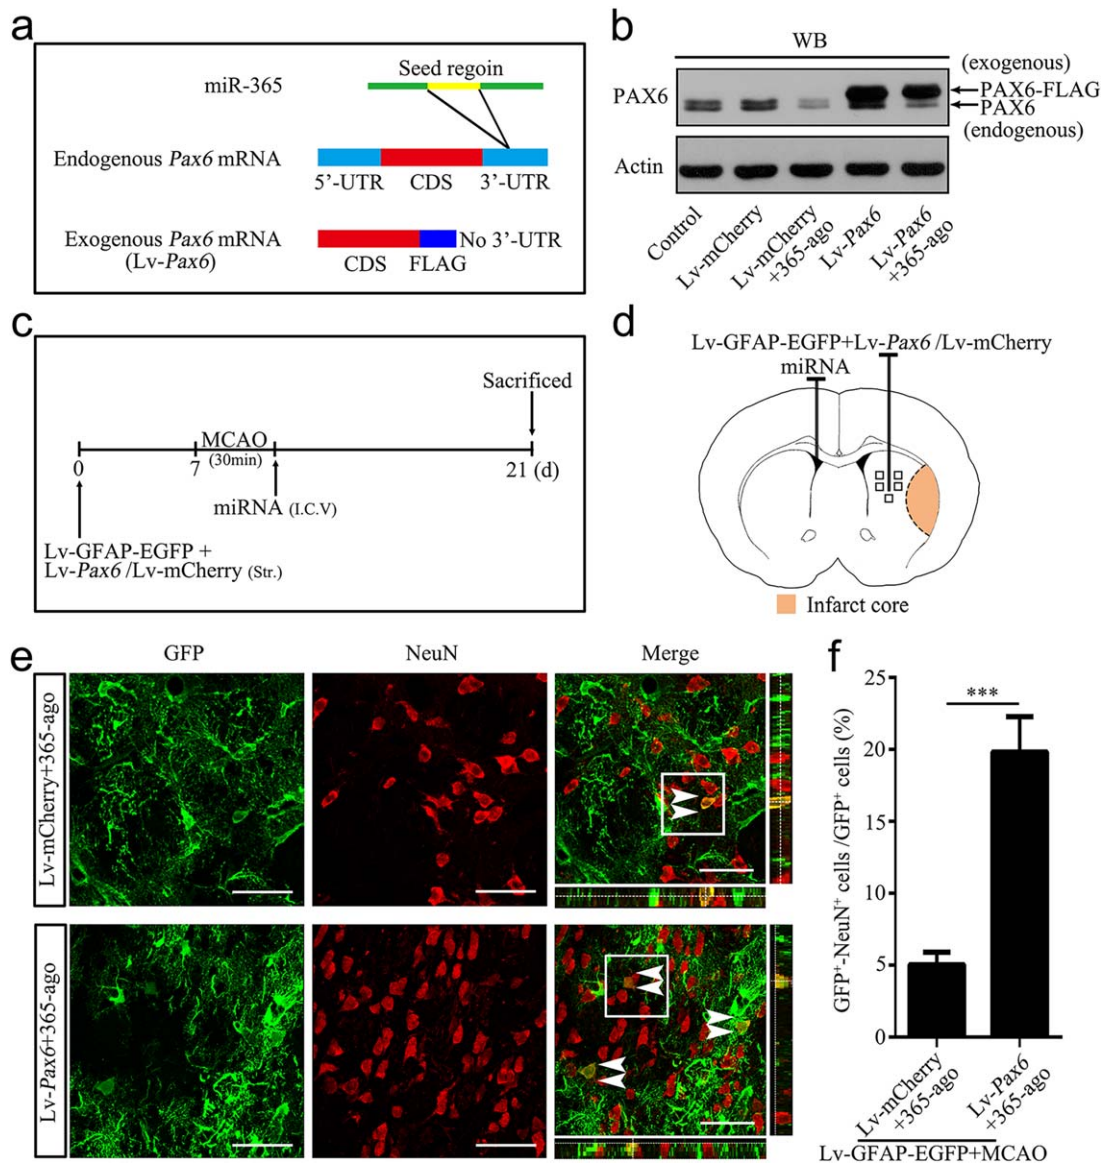 a
miR-365
Seed regoin
Endogenous Pax6 mRNA
5’-UTR CDS 3’-UTR
Exogenous Pax6 mRNA
(Lv-Pax6)
No 3’-UTR
CDS FLAG
b
WB
(exogenous)
PAX6
PAX6-FLAG
PAX6
(endogenous)
Actin
Control
Lv-mCherry
Lv-mCherry
+365-ago
Lv-Pax6
Lv-Pax6
+365-ago
c
Sacrificed
MCAO
(30min)
0 7 21 (d)
miRNA (I.C.V)
Lv-GFAP-EGFP +
Lv-Pax6 /Lv-mCherry (Str.)
d
Lv-GFAP-EGFP+Lv-Pax6 /Lv-mCherry
miRNA
Infarct core
e
GFP NeuN Merge
Lv-mCherry+365-ago
Lv-Pax6+365-ago
f
GFP+-NeuN+ cells /GFP+ cells (%)
25
20
15
10
5
0
***
Lv-mCherry
+365-ago
Lv-Pax6
+365-ago
Lv-GFAP-EGFP+MCAO